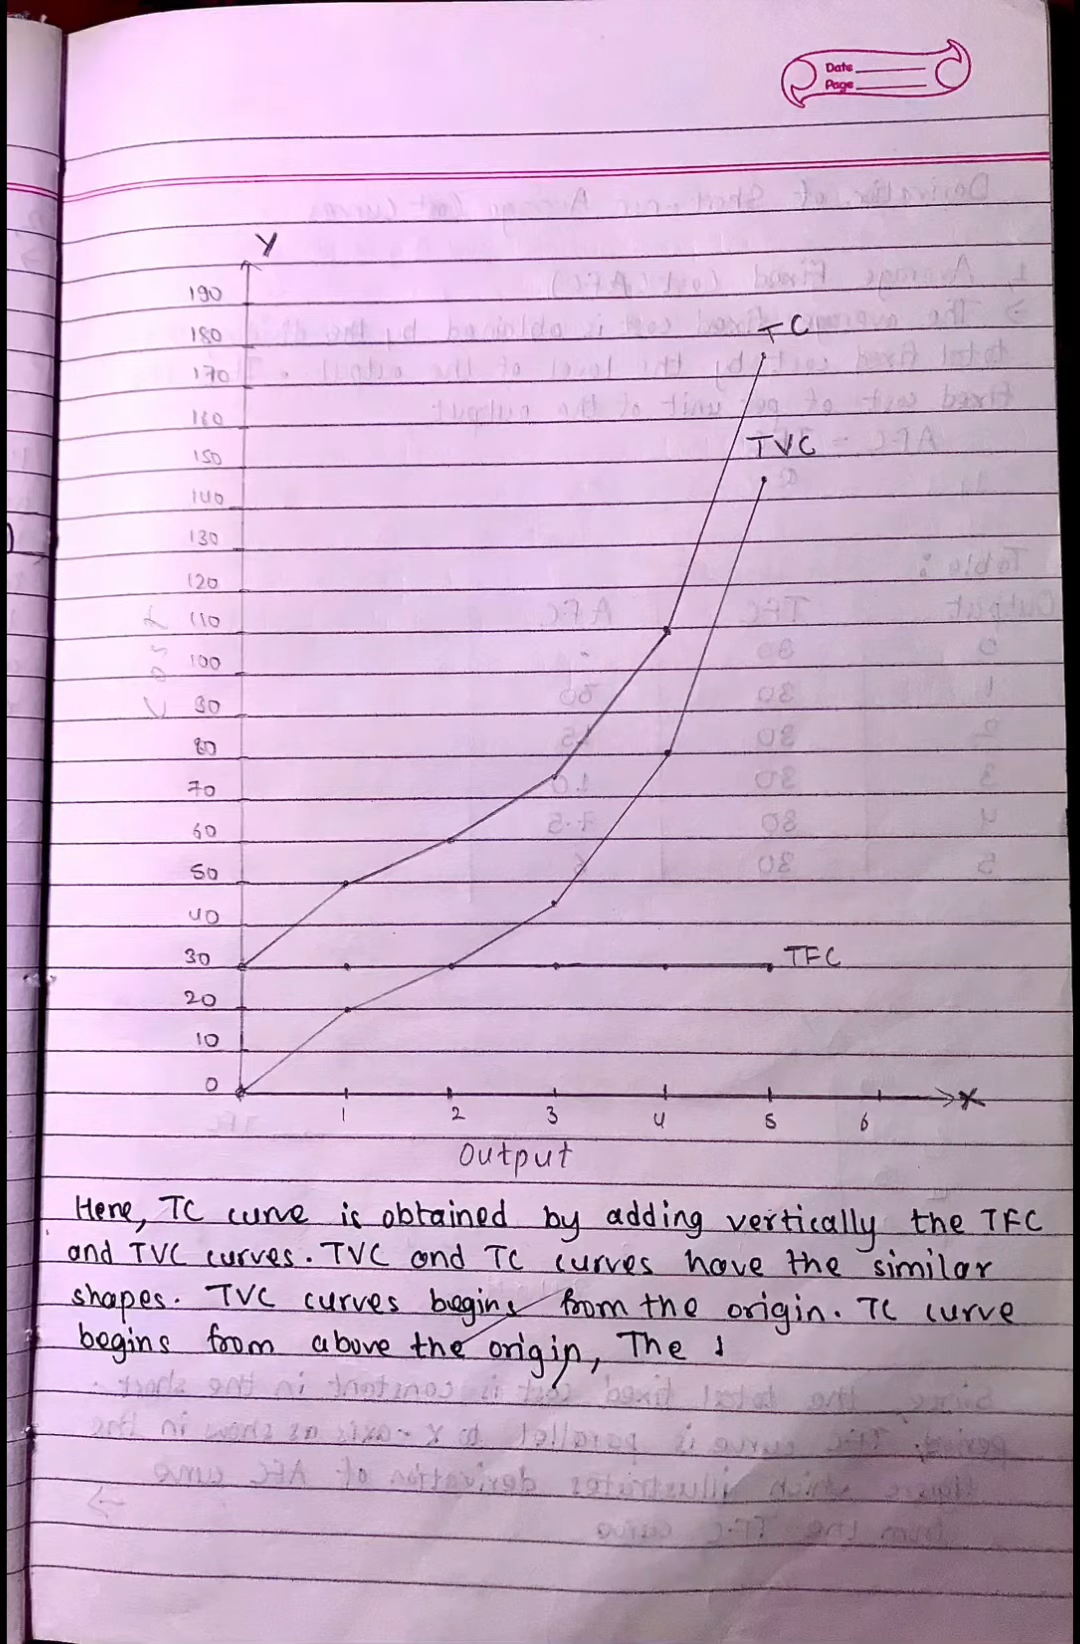 Date
Page
Y
190
180
170
160
150
140
130
120
110
100
30
80
70
60
50
40
30
20
10
0
Cost
TC
TVC
TFC
1 2 3 4 5 6
X
Output
Here, TC curve is obtained by adding vertically the TFC
and TVC curves. TVC and TC curves have the similar
shapes. TVC curves begins from the origin. TC curve
begins from above the origin, The